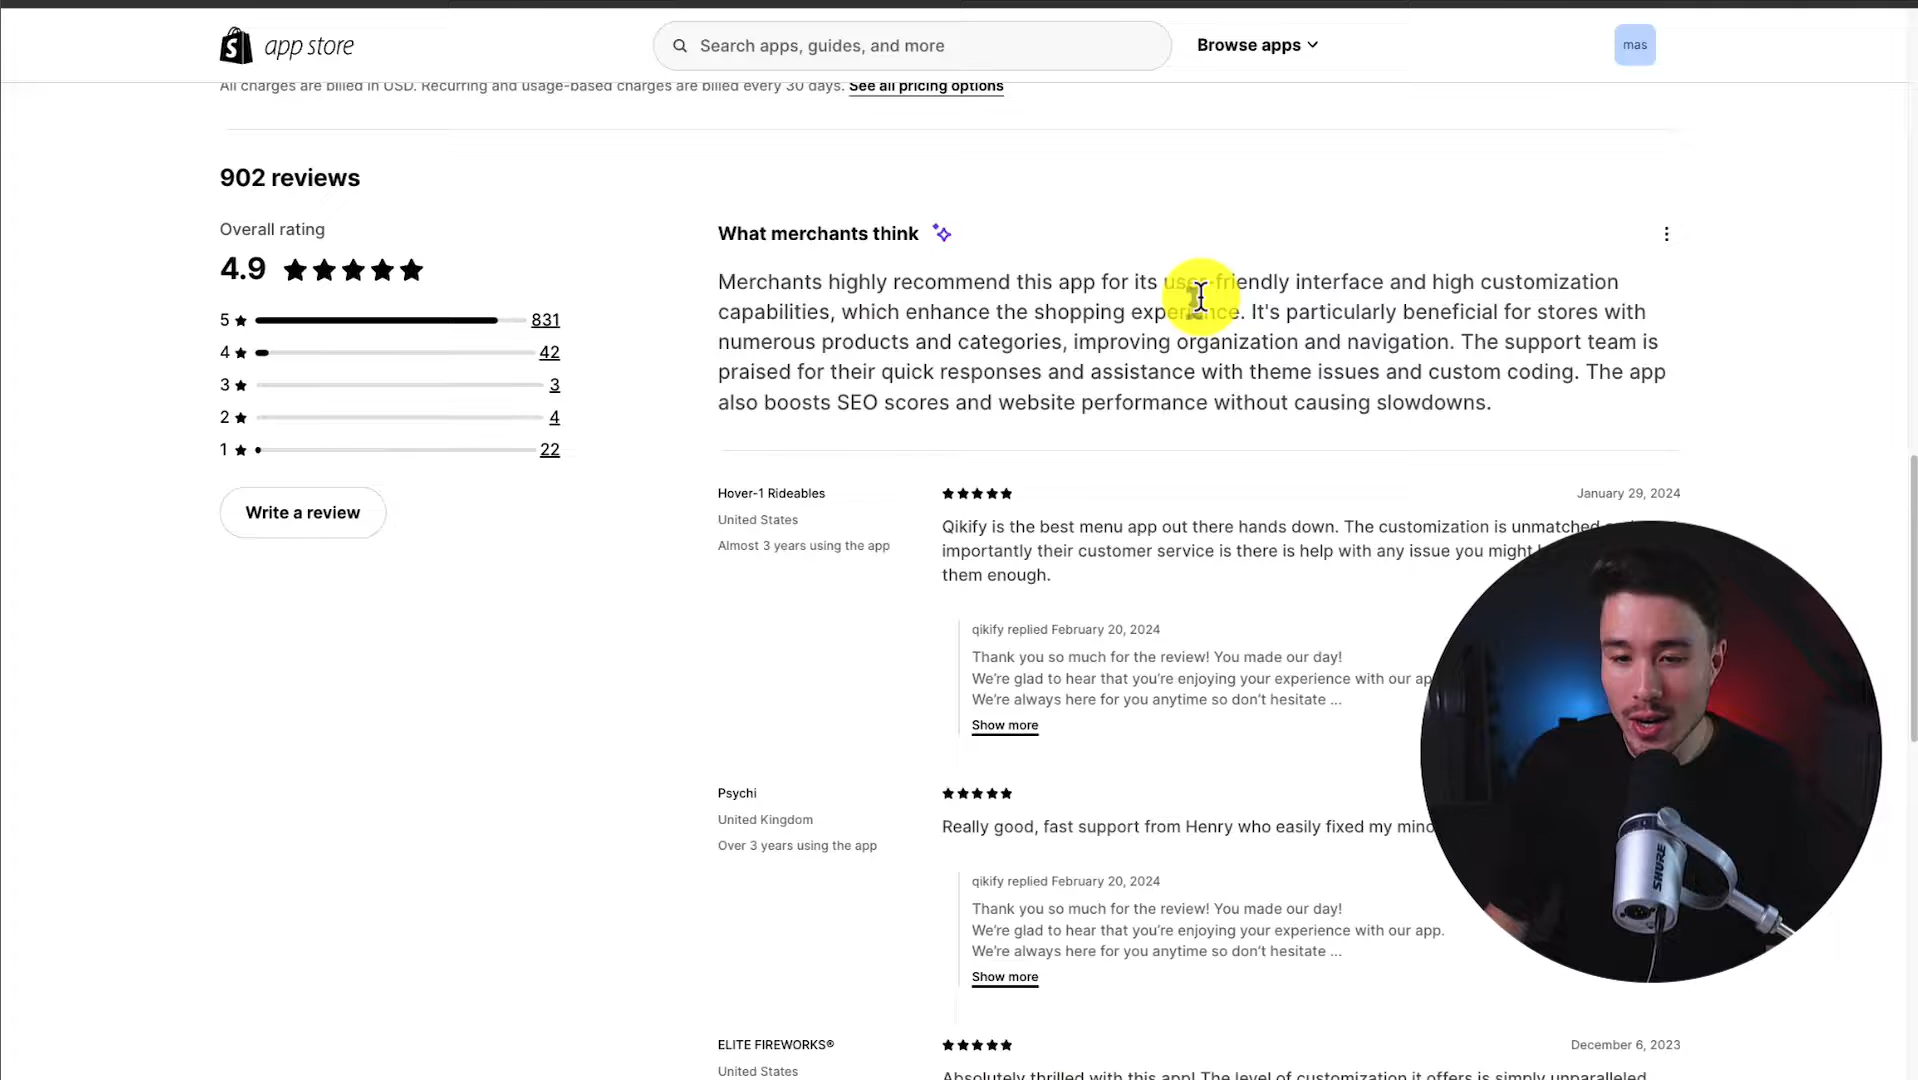 app store
Search apps, guides, and more
Browse apps
mas
All charges are billed in USD. Recurring and usage-based charges are billed every 30 days. See all pricing options
902 reviews
Overall rating
4.9
5 831
4 42
3 3
2 4
1 22
Write a review
What merchants think
Merchants highly recommend this app for its user-friendly interface and high customization
capabilities, which enhance the shopping experience. It's particularly beneficial for stores with
numerous products and categories, improving organization and navigation. The support team is
praised for their quick responses and assistance with theme issues and custom coding. The app
also boosts SEO scores and website performance without causing slowdowns.
Hover-1 Rideables
United States
Almost 3 years using the app
January 29, 2024
Qikify is the best menu app out there hands down. The customization is unmatched
importantly their customer service is there is help with any issue you might
them enough.
qikify replied February 20, 2024
Thank you so much for the review! You made our day!
We're glad to hear that you're enjoying your experience with our
We're always here for you anytime so don't hesitate ...
Show more
Psychi
United Kingdom
Over 3 years using the app
Really good, fast support from Henry who easily fixed my
qikify replied February 20, 2024
Thank you so much for the review! You made our day!
We're glad to hear that you're enjoying your experience with our app.
We're always here for you anytime so don't hesitate ...
Show more
ELITE FIREWORKS®
United States
December 6, 2023
Absolutely thrilled with this app! The level of customization it offers is simply unparalleled.
SHURE